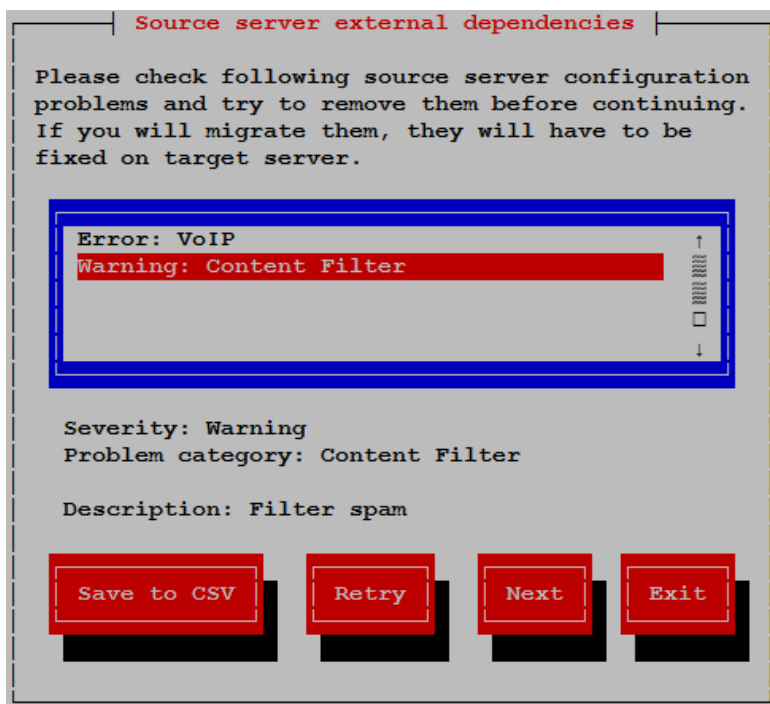 Source server external dependencies
Please check following source server configuration
problems and try to remove them before continuing.
If you will migrate them, they will have to be
fixed on target server.
Error: VoIP
Warning: Content Filter
Severity: Warning
Problem category: Content Filter
Description: Filter spam
Save to CSV Retry Next Exit